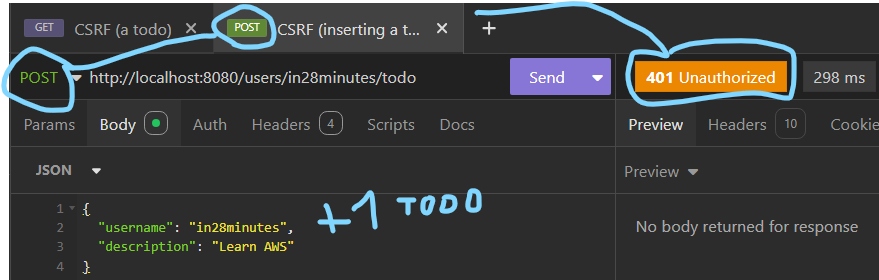 GET CSRF (a todo) × POST CSRF (inserting a t... × +
POST http://localhost:8080/users/in28minutes/todo Send 401 Unauthorized 298 ms
Params Body Auth Headers 4 Scripts Docs Preview Headers 10 Cookie
JSON Preview
1 {
2 "username": "in28minutes",
3 "description": "Learn AWS"
4 }
+1 TODO
No body returned for response